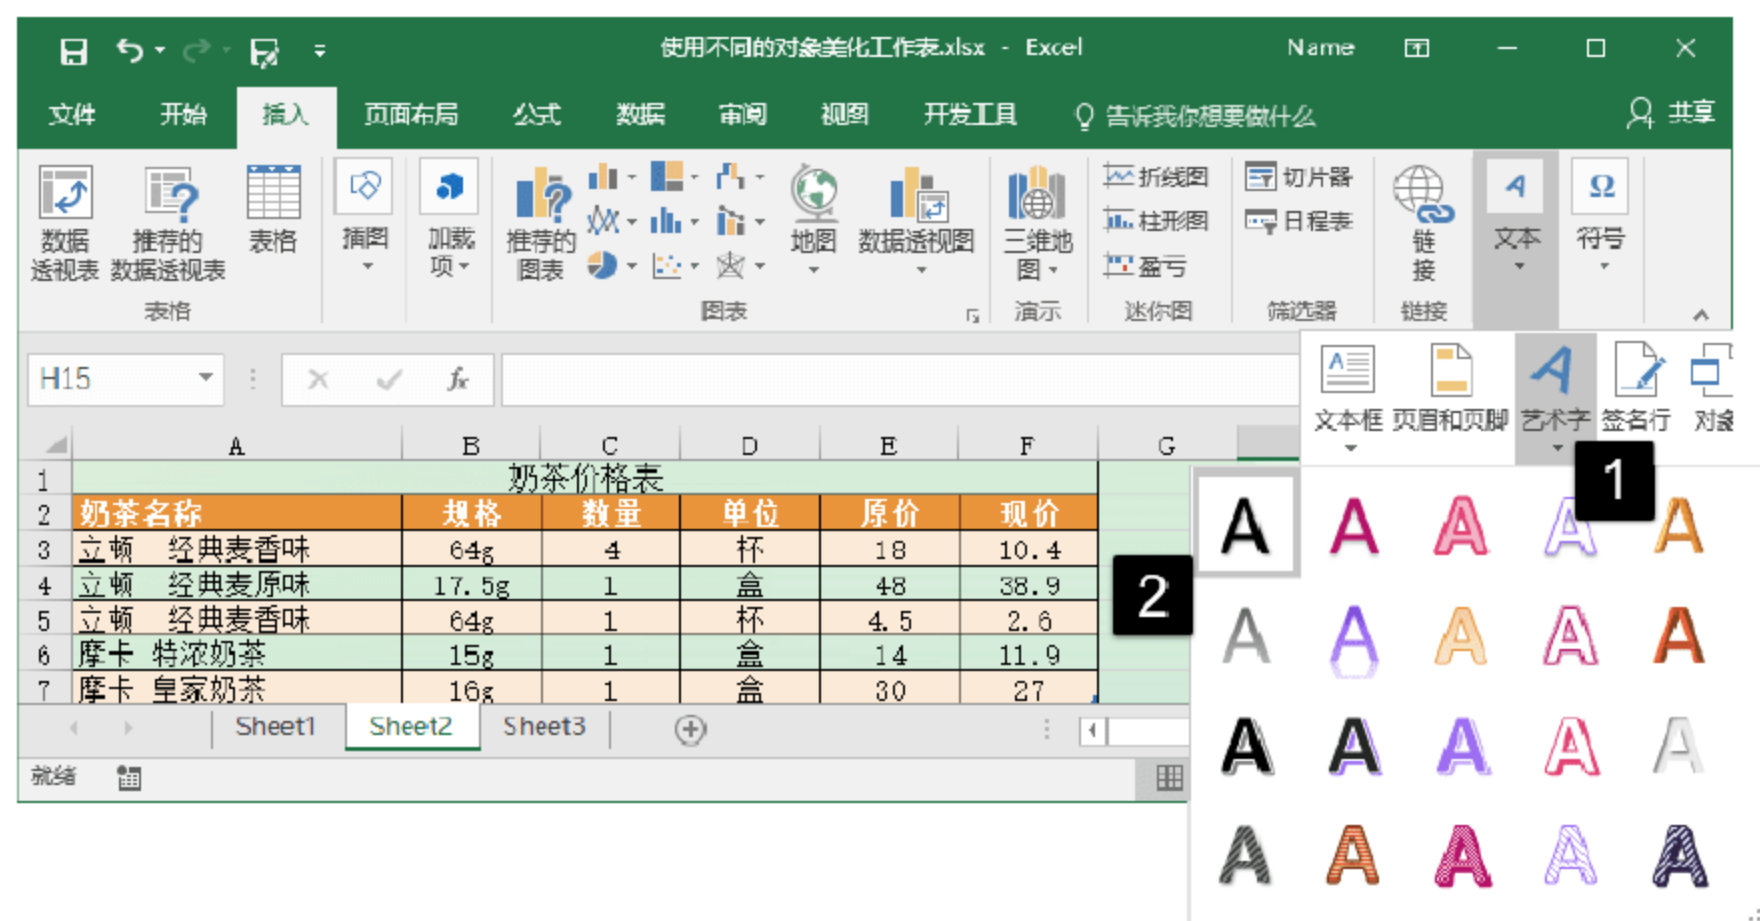 使用不同的对象美化工作表.xlsx - Excel
Name
文件 开始 插入 页面布局 公式 数据 审阅 视图 开发工具 告诉我你想要做什么 共享
数据透视表
推荐的数据透视表
表格
插图
加载项
推荐的图表
地图
数据透视图
三维地图
折线图
柱形图
盈亏
切片器
日程表
链接
文本
符号
表格 图表 演示 迷你图 筛选器 链接
文本框 页眉和页脚 艺术字 签名行 对象
1
2
H15
fx
A B C D E F G
1 奶茶价格表
2 奶茶名称 规格 数量 单位 原价 现价
3 立顿 经典麦香味 64g 4 杯 18 10.4
4 立顿 经典麦原味 17.5g 1 盒 48 38.9
5 立顿 经典麦香味 64g 1 杯 4.5 2.6
6 摩卡 特浓奶茶 15g 1 盒 14 11.9
7 摩卡 皇家奶茶 16g 1 盒 30 27
Sheet1 Sheet2 Sheet3
就绪
A A A A A
A A A A A
A A A A A
A A A A A